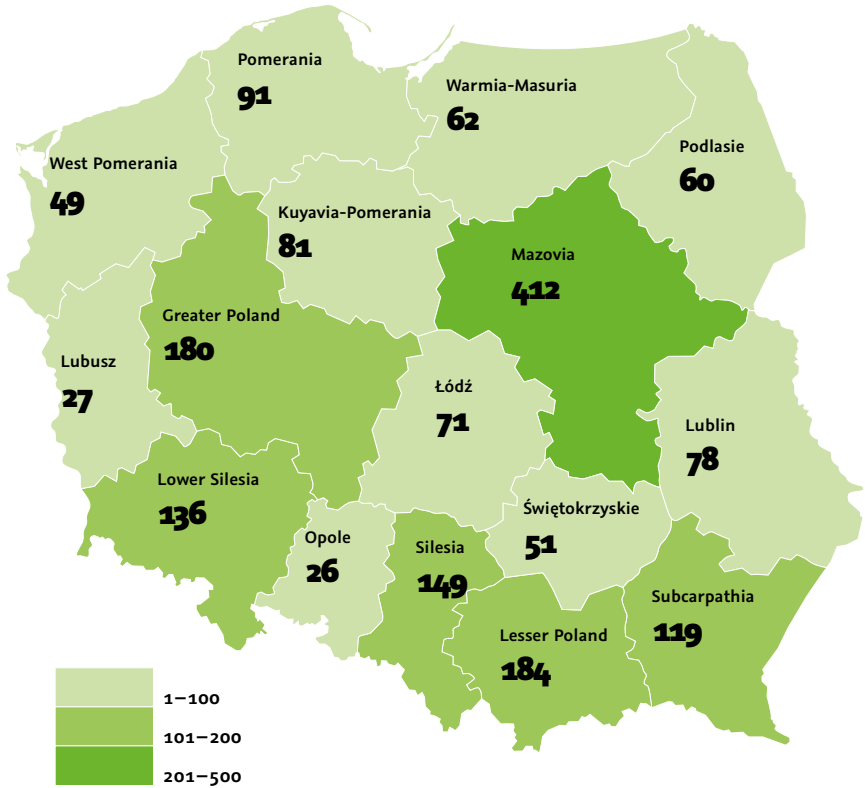 Pomerania
91
Warmia-Masuria
62
Podlasie
60
West Pomerania
49
Kuyavia-Pomerania
81
Mazovia
412
Greater Poland
180
Lubusz
27
Łódź
71
Lublin
78
Lower Silesia
136
Świętokrzyskie
51
Opole
26
Silesia
149
Subcarpathia
119
Lesser Poland
184
1–100
101–200
201–500